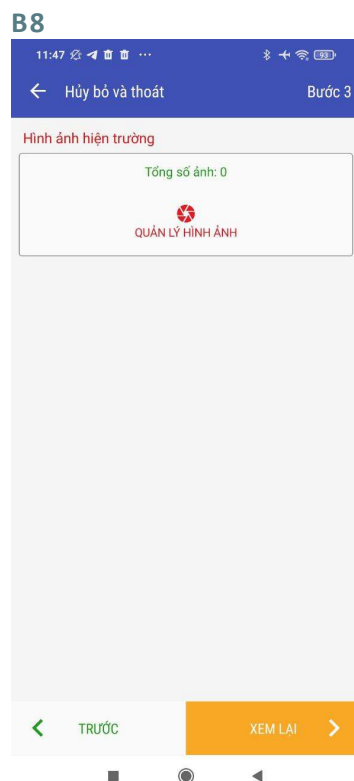 B8
11:47
93
Hủy bỏ và thoát
Bước 3
Hình ảnh hiện trường
Tổng số ảnh: 0
QUẢN LÝ HÌNH ẢNH
TRƯỚC
XEM LẠI